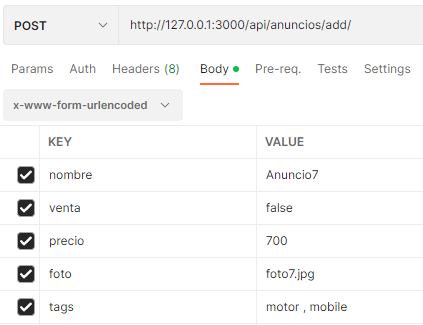 POST http://127.0.0.1:3000/api/anuncios/add/
Params Auth Headers (8) Body Pre-req. Tests Settings
x-www-form-urlencoded
KEY VALUE
nombre Anuncio7
venta false
precio 700
foto foto7.jpg
tags motor , mobile